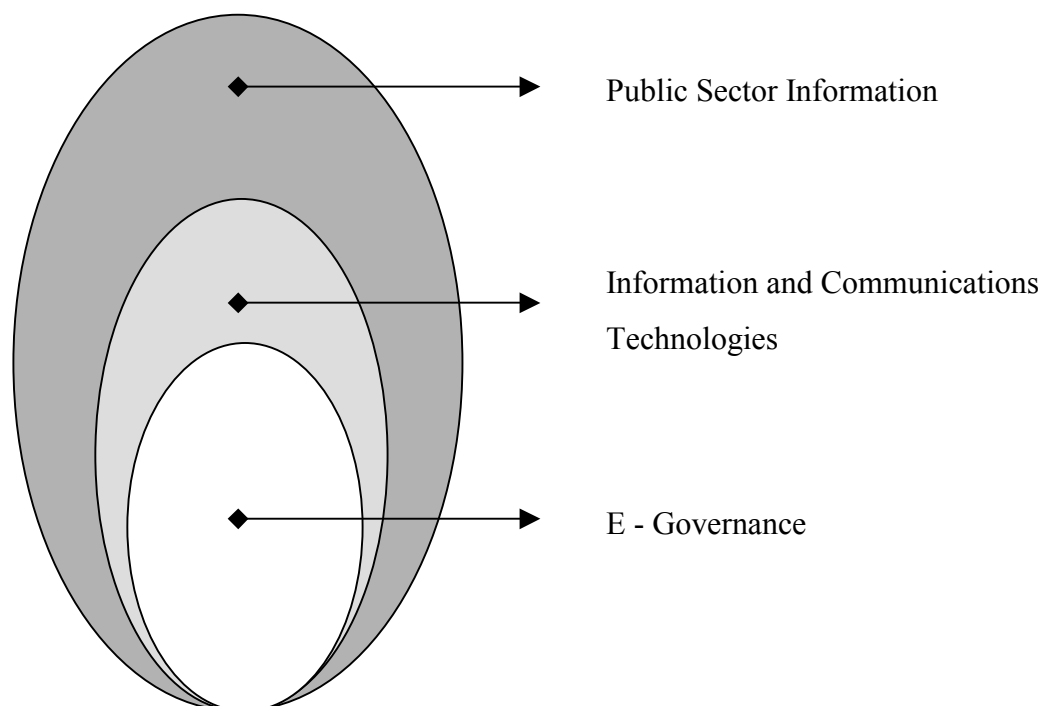 Public Sector Information
Information and Communications
Technologies
E - Governance